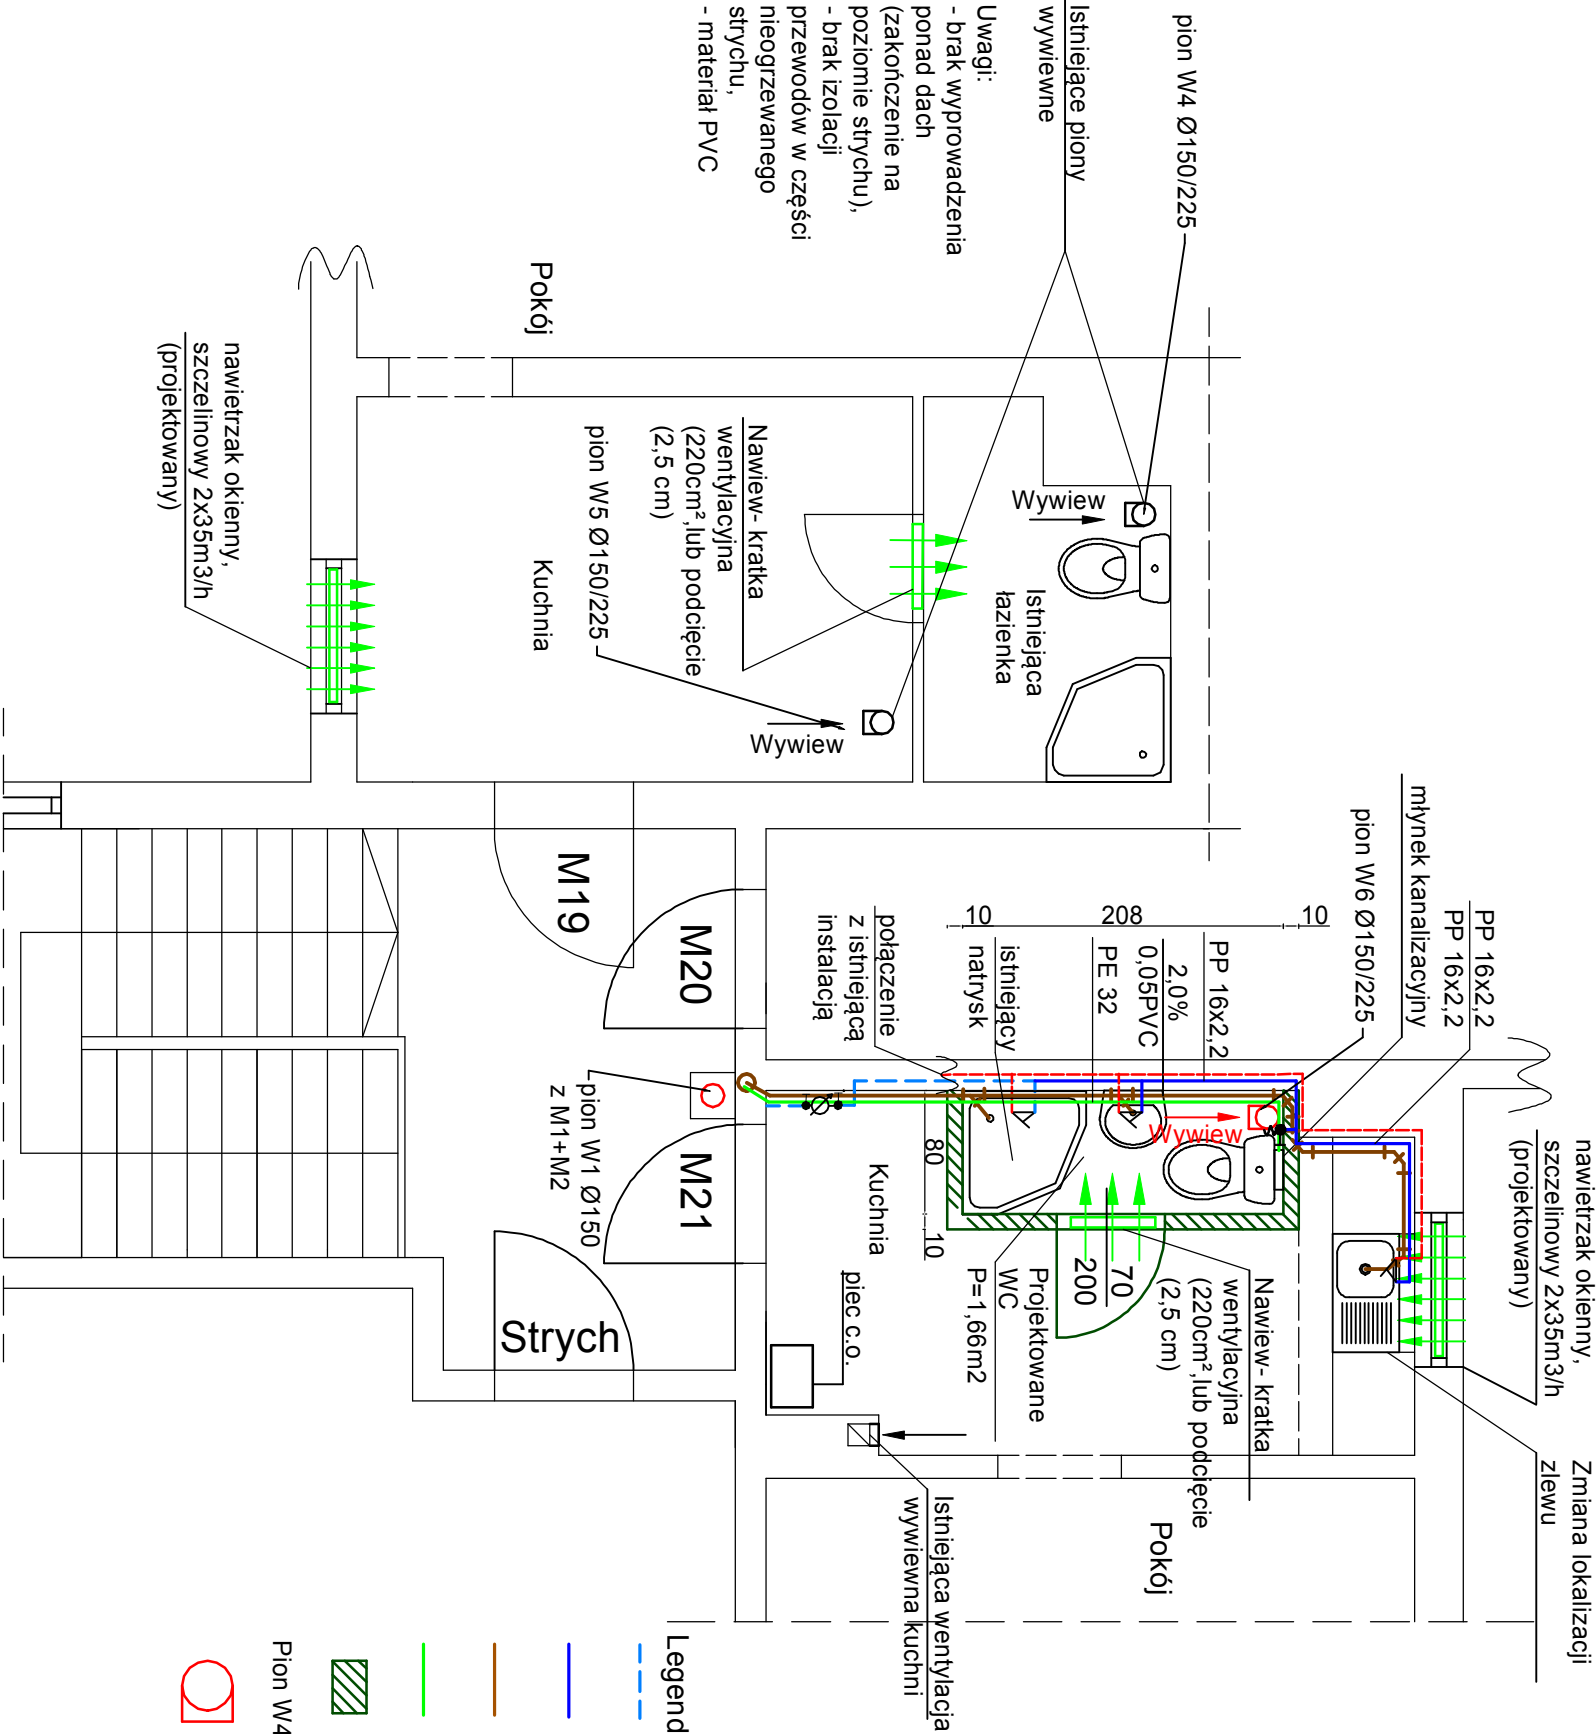 pion W4 Ø150/225
Istniejące piony
wywiewne
Uwagi:
- brak wyprowadzenia
ponad dach
(zakończenie na
poziomie strychu),
- brak izolacji
przewodów w części
nieogrzewanego
strychu,
- materiał PVC
Pokój
nawietrzak okienny,
szczelinowy 2x35m3/h
(projektowany)
Nawiew- kratka
wentylacyjna
(220cm²,lub podcięcie
(2,5 cm)
pion W5 Ø150/225
Kuchnia
Wywiew
Istniejąca
łazienka
Wywiew
młynek kanalizacyjny
pion W6 Ø150/225
PP 16x2,2
PP 16x2,2
10
208
10
PP 16x2,2
2,0%
0,05PVC
PE 32
istniejący
natrysk
połączenie
z istniejącą
instalacją
M19
M20
M21
Strych
pion W1 Ø150
z M1+M2
Wywiew
80
10
Kuchnia
piec c.o.
70
200
Projektowane
WC
P=1,66m2
Nawiew- kratka
wentylacyjna
(220cm²,lub podcięcie
(2,5 cm)
nawietrzak okienny,
szczelinowy 2x35m3/h
(projektowany)
Zmiana lokalizacji
zlewu
Pokój
Istniejąca wentylacja
wywiewna kuchni
Legend
Pion W4